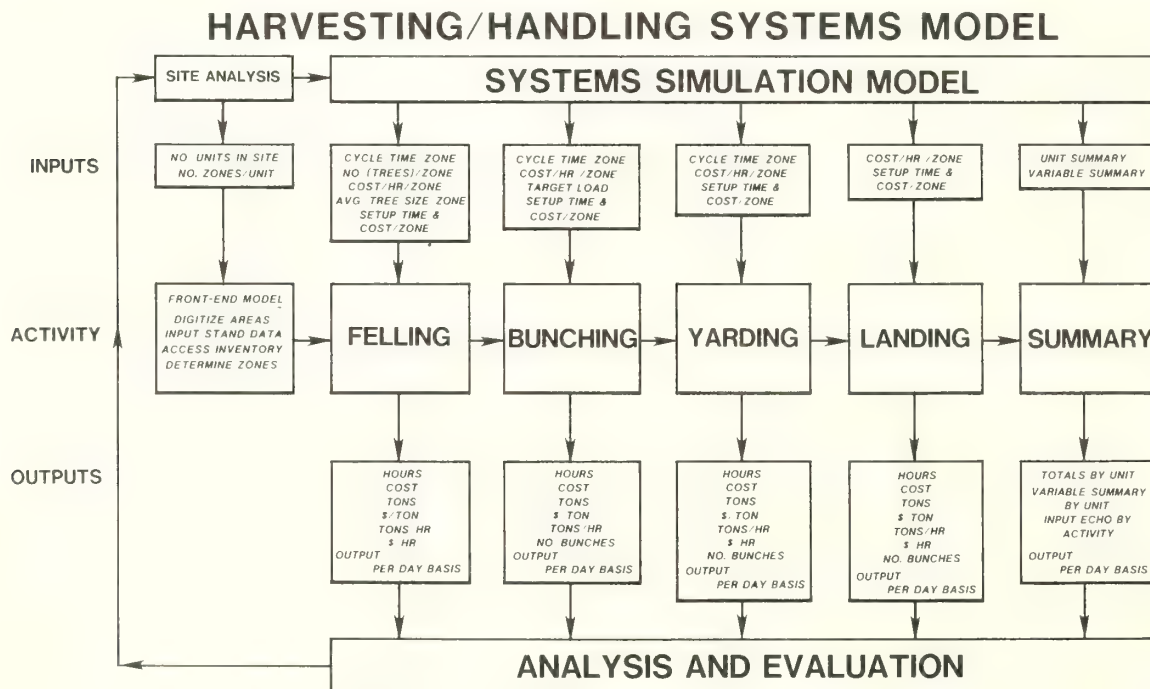 HARVESTING/HANDLING SYSTEMS MODEL
SITE ANALYSIS
SYSTEMS SIMULATION MODEL
INPUTS
NO UNITS IN SITE
NO. ZONES/UNIT
CYCLE TIME ZONE
NO (TREES)/ZONE
COST/HR/ZONE
AVG TREE SIZE ZONE
SETUP TIME &
COST/ZONE
CYCLE TIME ZONE
COST/HR/ZONE
TARGET LOAD
SETUP TIME &
COST/ZONE
CYCLE TIME ZONE
COST/HR/ZONE
SETUP TIME &
COST/ZONE
COST/HR/ZONE
SETUP TIME &
COST/ZONE
UNIT SUMMARY
VARIABLE SUMMARY
ACTIVITY
FRONT-END MODEL
DIGITIZE AREAS
INPUT STAND DATA
ACCESS INVENTORY
DETERMINE ZONES
FELLING
BUNCHING
YARDING
LANDING
SUMMARY
OUTPUTS
HOURS
COST
TONS
$/TON
TONS HR
$ HR
OUTPUT
PER DAY BASIS
HOURS
COST
TONS
$ TON
TONS/HR
NO. BUNCHES
OUTPUT
PER DAY BASIS
HOURS
COST
TONS
$. TON
TONS/HR
$ HR
NO. BUNCHES
OUTPUT
PER DAY BASIS
HOURS
COST
TONS
$ TON
TONS/HR
$ HR
NO. BUNCHES
OUTPUT
PER DAY BASIS
TOTALS BY UNIT
VARIABLE SUMMARY
BY UNIT
INPUT ECHO BY
ACTIVITY
OUTPUT
PER DAY BASIS
ANALYSIS AND EVALUATION